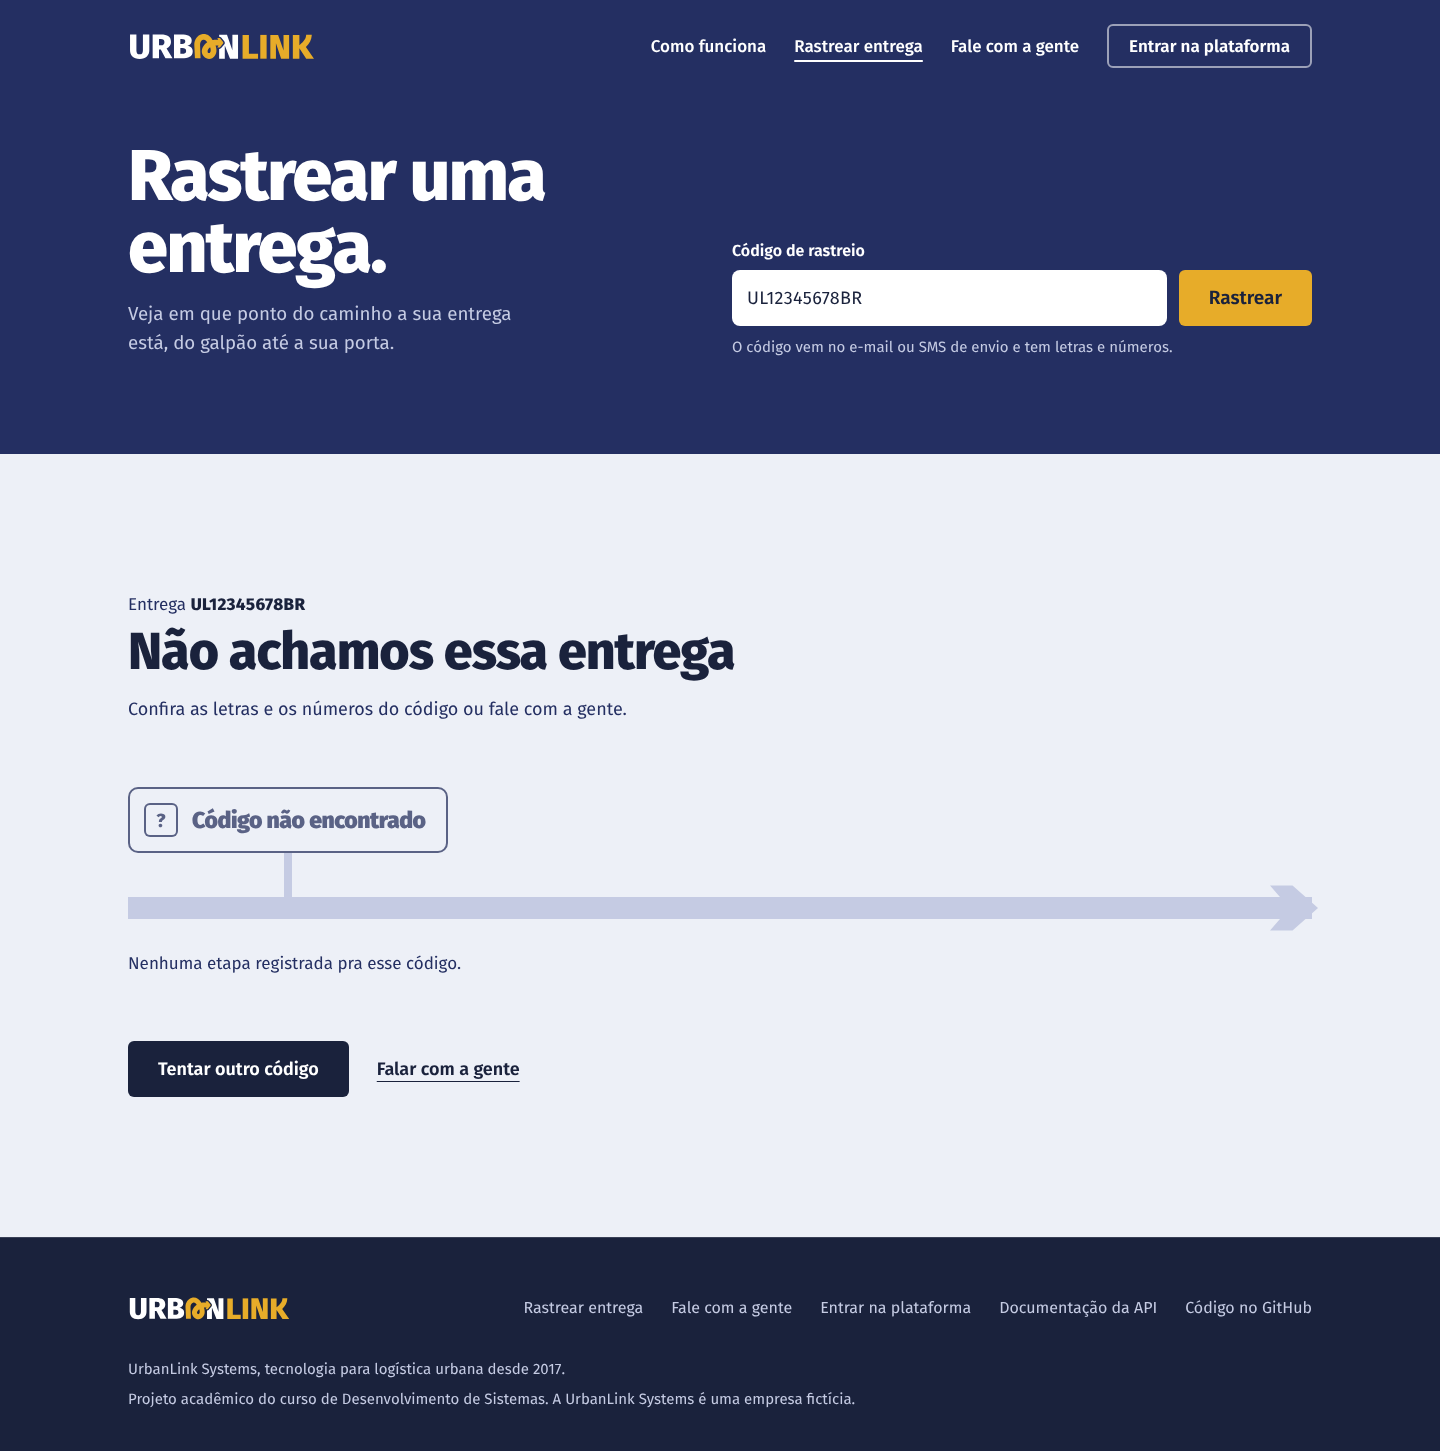 URBANLINK
Como funciona
Rastrear entrega
Fale com a gente
Entrar na plataforma
Rastrear uma
entrega.
Veja em que ponto do caminho a sua entrega
está, do galpão até a sua porta.
Código de rastreio
UL12345678BR
Rastrear
O código vem no e-mail ou SMS de envio e tem letras e números.
Entrega UL12345678BR
Não achamos essa entrega
Confira as letras e os números do código ou fale com a gente.
? Código não encontrado
Nenhuma etapa registrada pra esse código.
Tentar outro código
Falar com a gente
URBANLINK
Rastrear entrega
Fale com a gente
Entrar na plataforma
Documentação da API
Código no GitHub
UrbanLink Systems, tecnologia para logística urbana desde 2017.
Projeto acadêmico do curso de Desenvolvimento de Sistemas. A UrbanLink Systems é uma empresa fictícia.